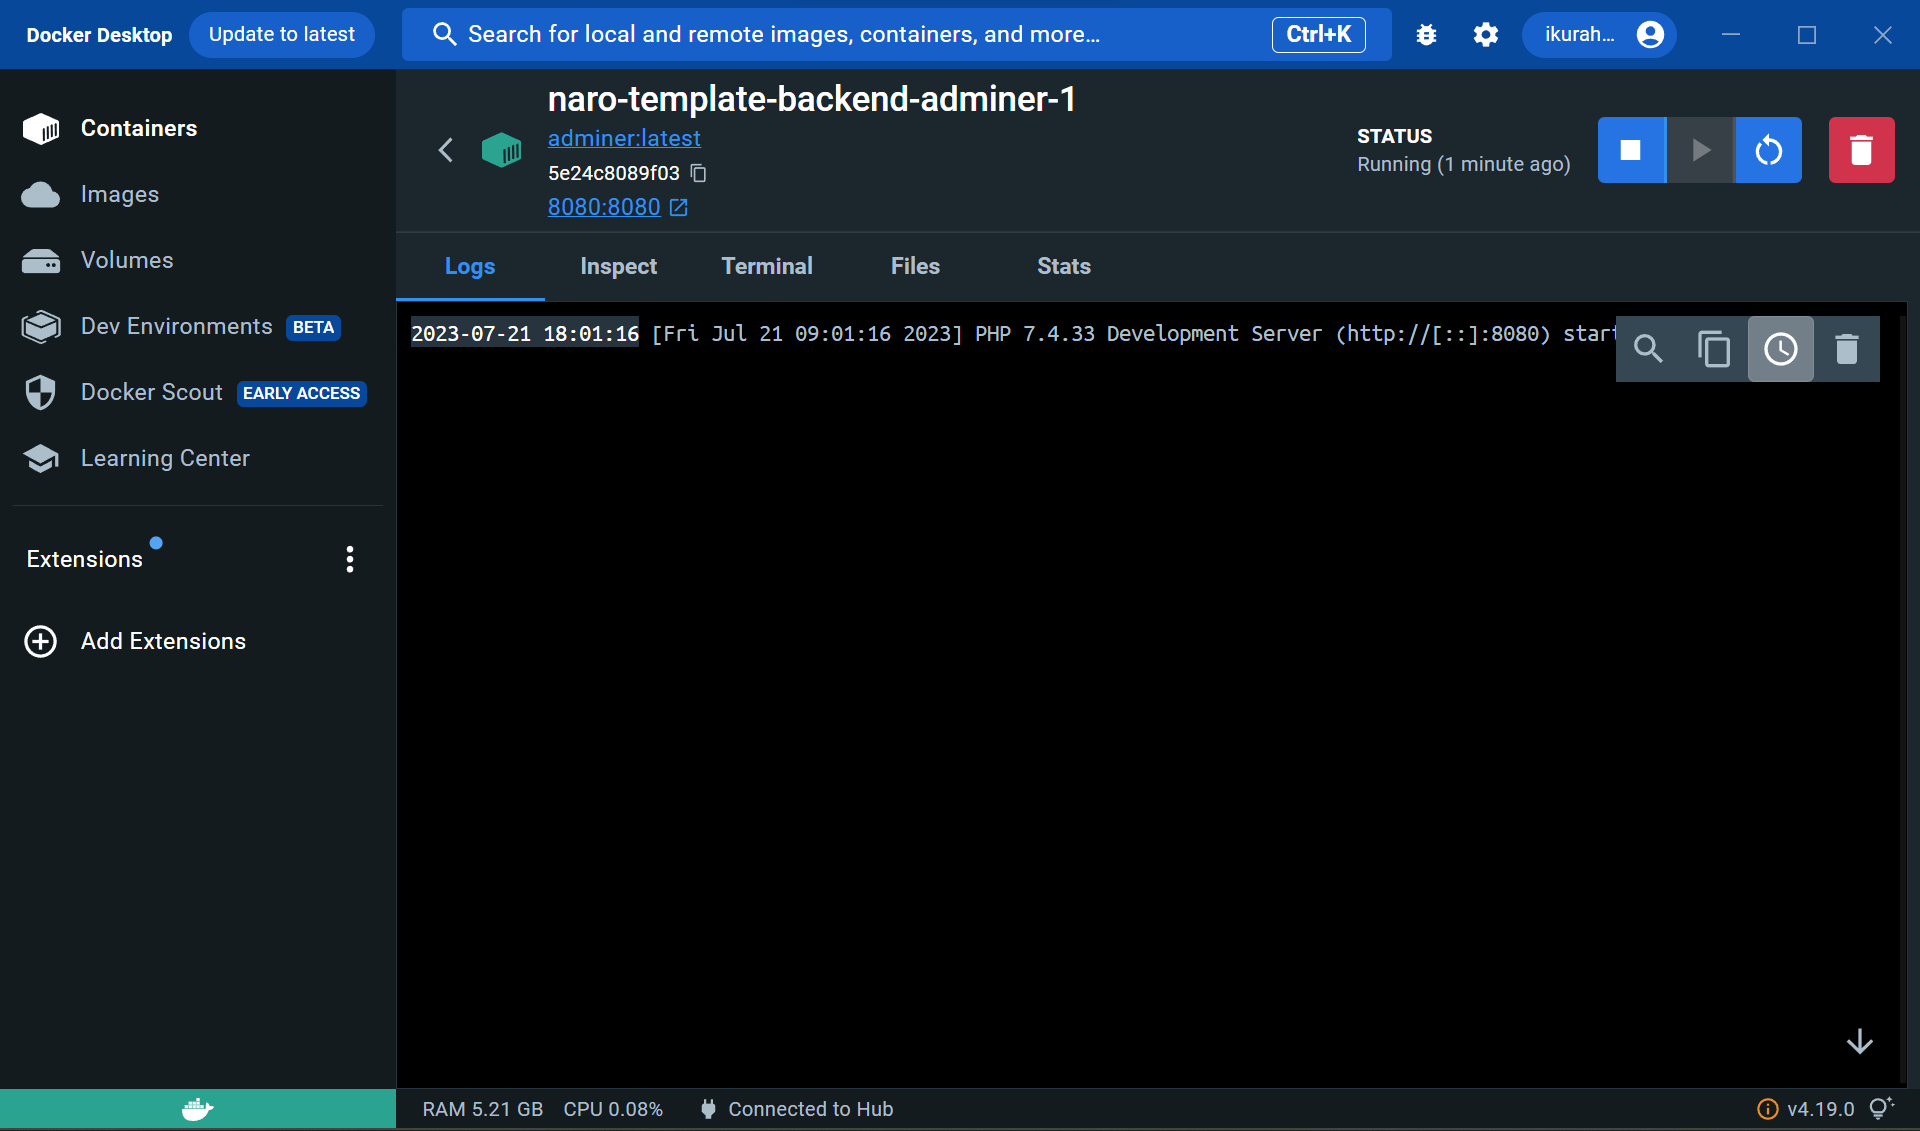 Docker Desktop
Update to latest
Search for local and remote images, containers, and more...
Ctrl+K
ikurah...
Containers
Images
Volumes
Dev Environments BETA
Docker Scout EARLY ACCESS
Learning Center
Extensions
Add Extensions
naro-template-backend-adminer-1
adminer:latest
5e24c8089f03
8080:8080
STATUS
Running (1 minute ago)
Logs
Inspect
Terminal
Files
Stats
2023-07-21 18:01:16 [Fri Jul 21 09:01:16 2023] PHP 7.4.33 Development Server (http://[::]:8080) start
RAM 5.21 GB
CPU 0.08%
Connected to Hub
v4.19.0